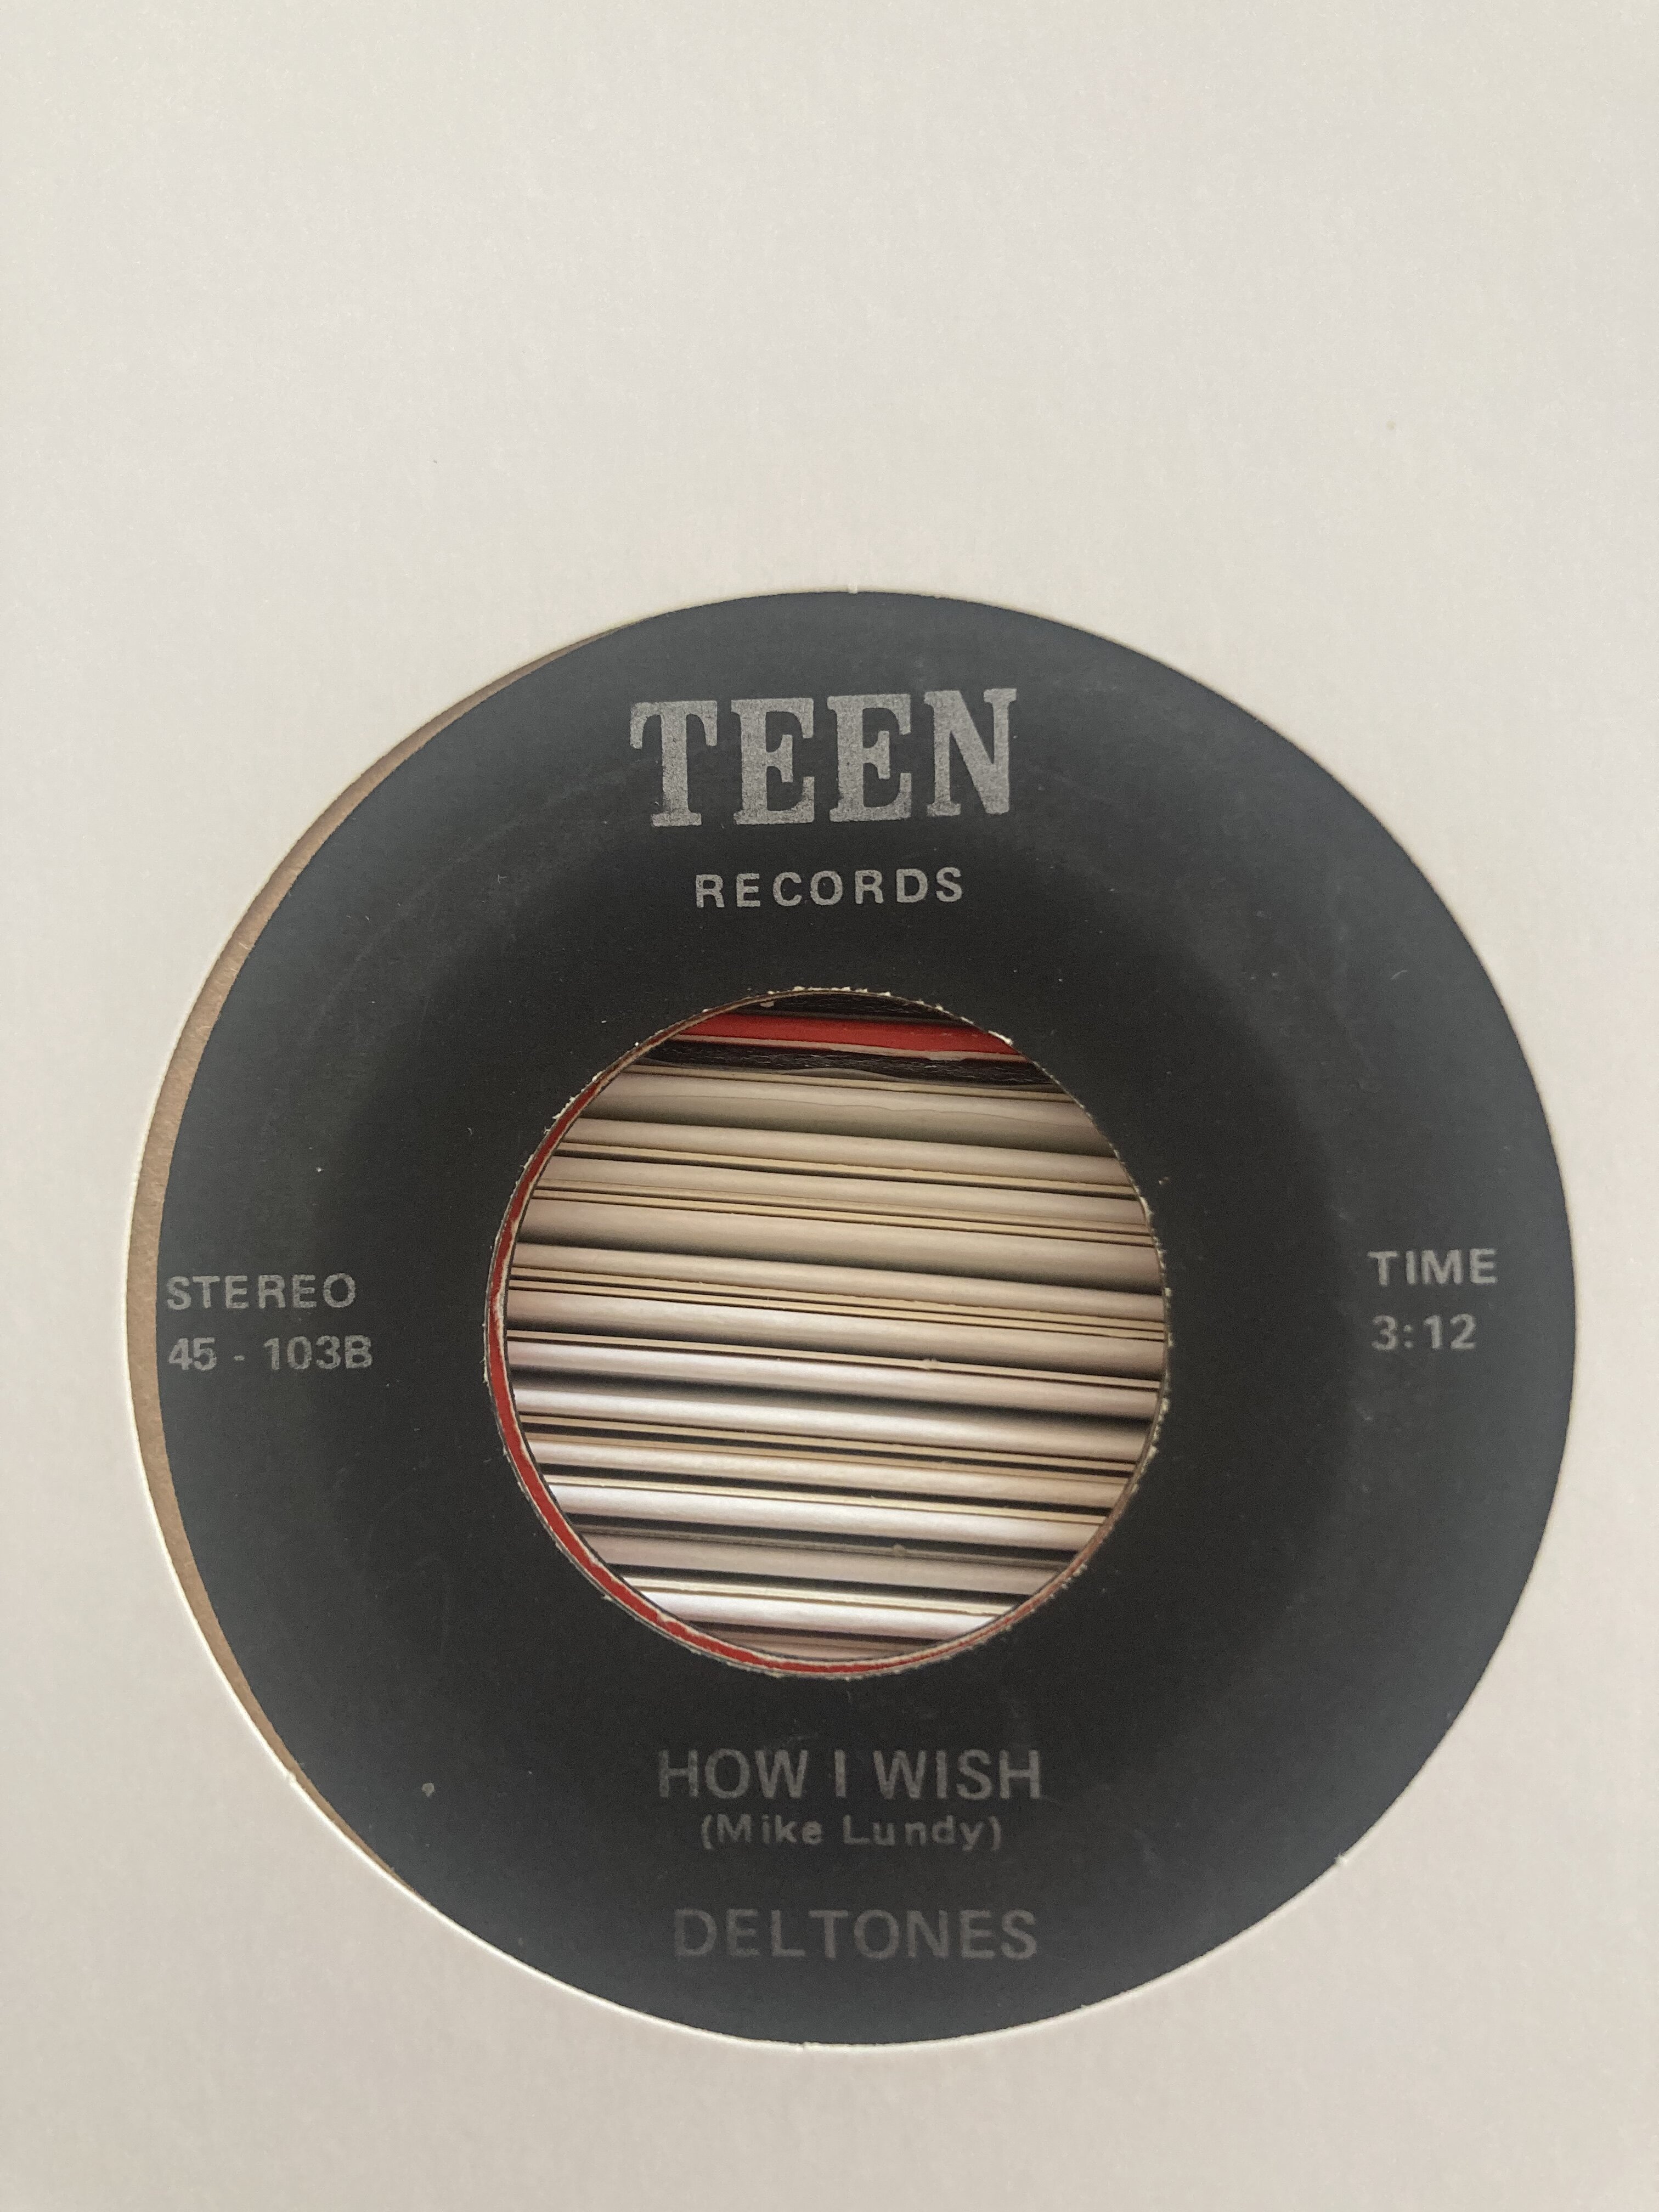 TEEN
RECORDS
STEREO
45 - 103B
TIME
3:12
HOW I WISH
(Mike Lundy)
DELTONES